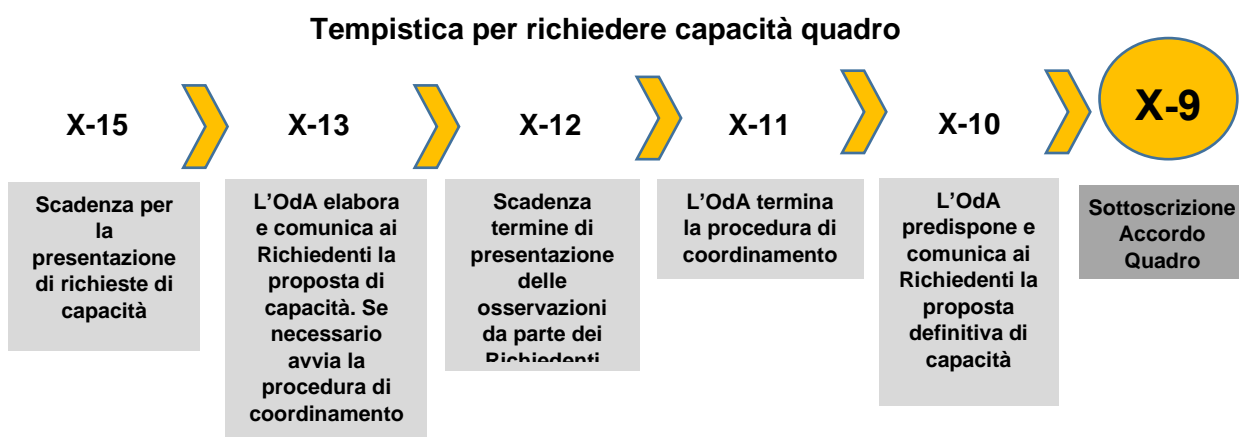 Tempistica per richiedere capacità quadro
X-15
X-13
X-12
X-11
X-10
X-9
Scadenza per
la
presentazione
di richieste di
capacità
L'OdA elabora
e comunica ai
Richiedenti la
proposta di
capacità. Se
necessario
avvia la
procedura di
coordinamento
Scadenza
termine di
presentazione
delle
osservazioni
da parte dei
Richiedenti
L'OdA termina
la procedura di
coordinamento
L'OdA
predispone e
comunica ai
Richiedenti la
proposta
definitiva di
capacità
Sottoscrizione
Accordo
Quadro